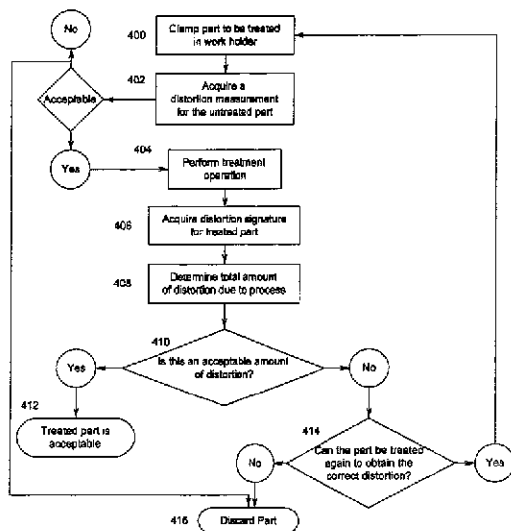 No
400
Clamp part to be treated
in work holder
402
Acceptable
Acquire a
distortion measurement
for the untreated part
Yes
404
Perform treatment
operation
406
Acquire distortion signature
for treated part
408
Determine total amount
of distortion due to process
410
Is this an acceptable amount
of distortion?
Yes
No
412
Treated part is
acceptable
414
Can the part be treated
again to obtain the
correct distortion?
No
Yes
416
Discard Part